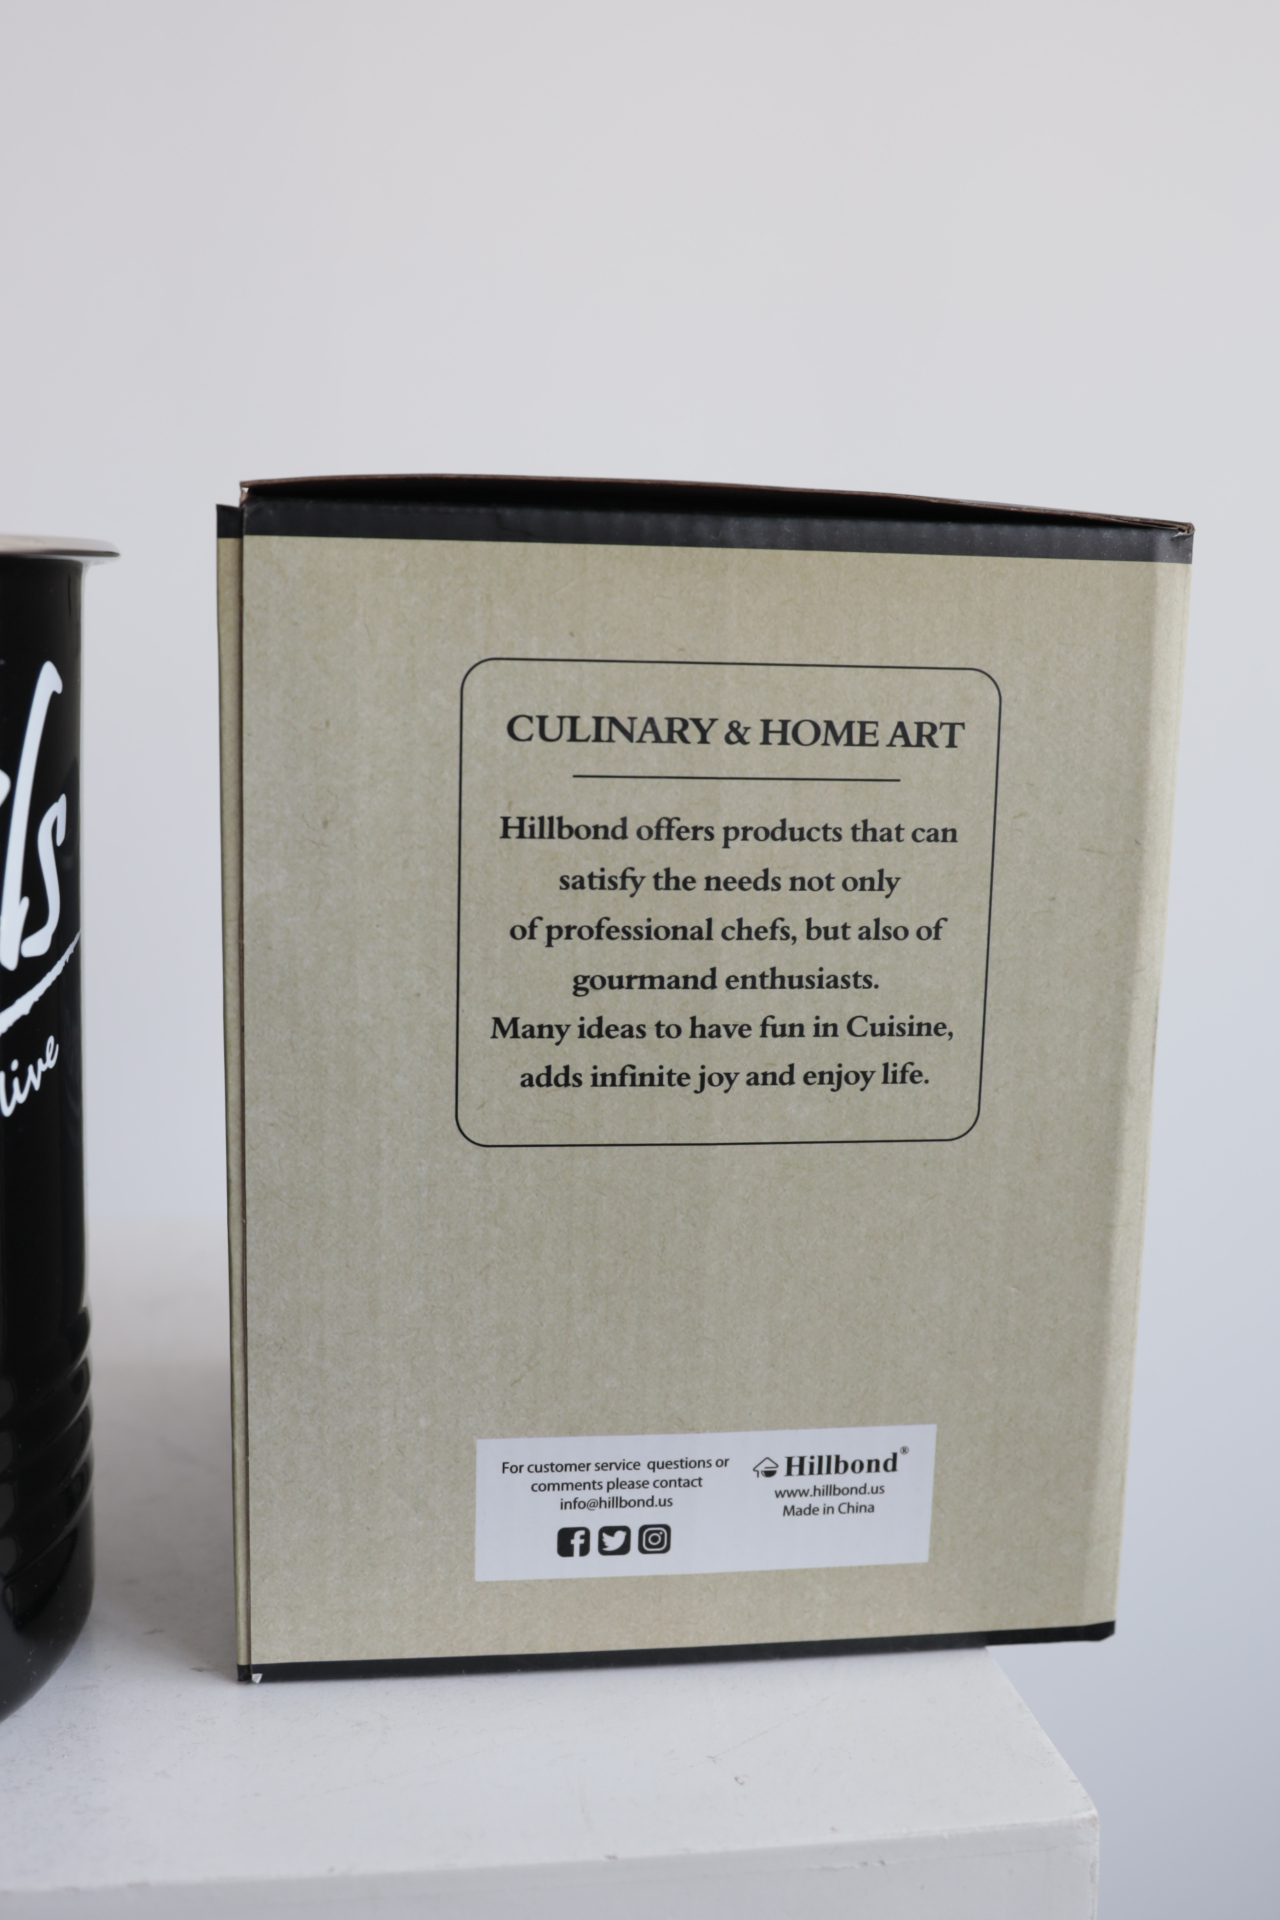 ls
live
CULINARY & HOME ART
Hillbond offers products that can
satisfy the needs not only
of professional chefs, but also of
gourmand enthusiasts.
Many ideas to have fun in Cuisine,
adds infinite joy and enjoy life.
For customer service questions or
comments please contact
info@hillbond.us
Hillbond®
www.hillbond.us
Made in China